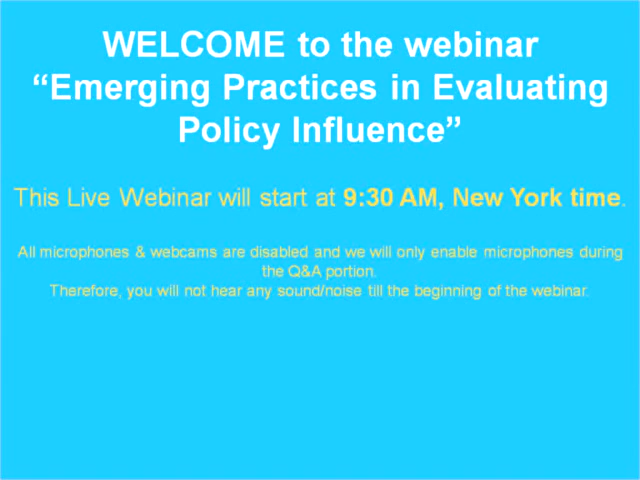 WELCOME to the webinar
“Emerging Practices in Evaluating
Policy Influence”
This Live Webinar will start at 9:30 AM, New York time.
All microphones & webcams are disabled and we will only enable microphones during
the Q&A portion.
Therefore, you will not hear any sound/noise till the beginning of the webinar.